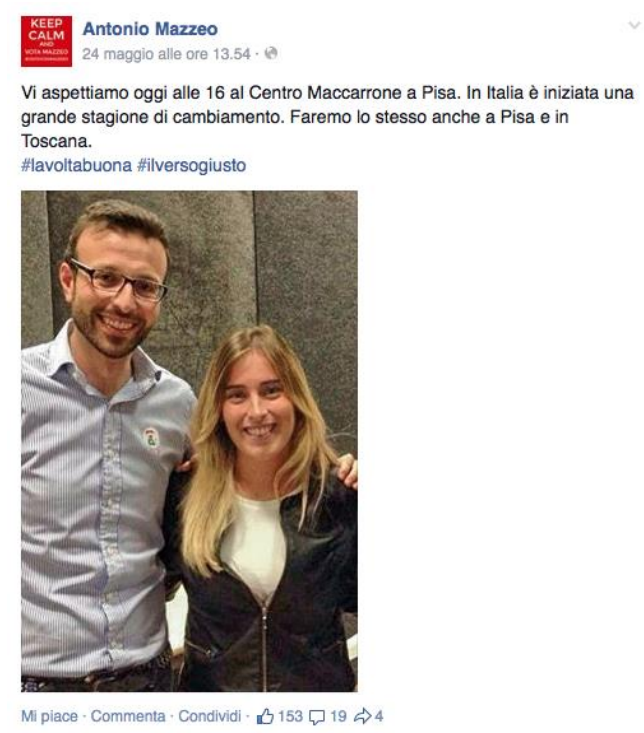 KEEP
CALM
AND
VOTA MAZZEO
Antonio Mazzeo
24 maggio alle ore 13.54 ·
Vi aspettiamo oggi alle 16 al Centro Maccarrone a Pisa. In Italia è iniziata una
grande stagione di cambiamento. Faremo lo stesso anche a Pisa e in
Toscana.
#lavoltabuona #ilversogiusto
Mi piace · Commenta · Condividi · 153 19 4